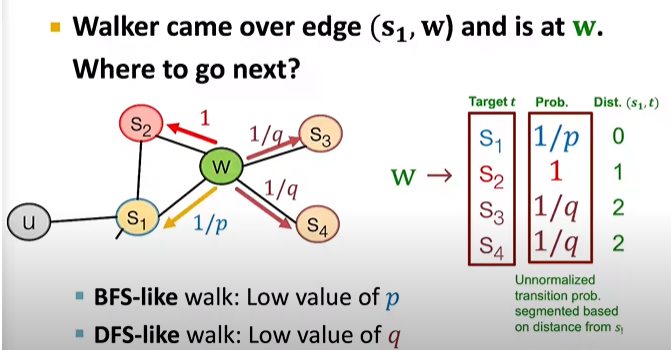 Walker came over edge (s₁, w) and is at w.
Where to go next?
Target t Prob. Dist. (s₁, t)
S₂ 1 1/q S₃
S₁ 1/p 0
W
W → S₂ 1 1
1/q
S₃ 1/q 2
u S₁ 1/p S₄
S₄ 1/q 2
Unnormalized
transition prob.
segmented based
on distance from s₁
BFS-like walk: Low value of p
DFS-like walk: Low value of q